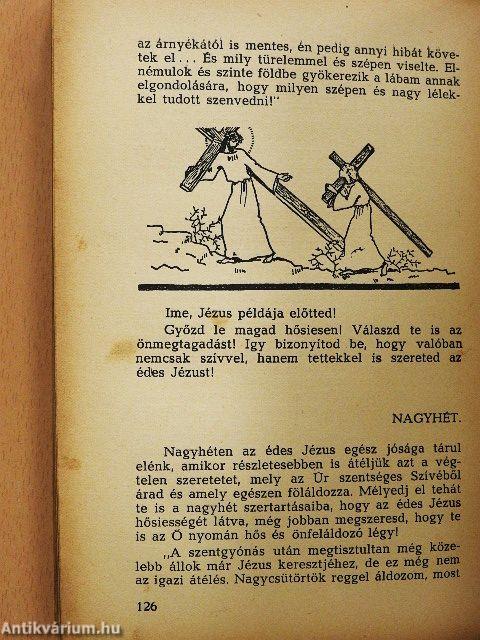 az árnyékától is mentes, én pedig annyi hibát köve-
tek el... És mily türelemmel és szépen viselte. El-
némulok és szinte földbe gyökerezik a lábam annak
elgondolására, hogy milyen szépen és nagy lélek-
kel tudott szenvedni!"
Ime, Jézus példája előtted!
Győzd le magad hősiesen! Válaszd te is az
önmegtagadást! Igy bizonyítod be, hogy valóban
nemcsak szívvel, hanem tettekkel is szereted az
édes Jézust!
NAGYHÉT.
Nagyhéten az édes Jézus egész jósága tárul
elénk, amikor részletesebben is átéljük azt a vég-
telen szeretetet, mely az Úr szentséges Szívéből
árad és amely egészen föláldozza. Mélyedj el tehát
te is a nagyhét szertartásaiba, hogy az édes Jézus
hősiességét látva, még jobban megszeresd, hogy te
is az Ő nyomán hős és önfeláldozó légy!
„A szentgyónás után megtisztultan még köze-
lebb állok már Jézus keresztjéhez, de ez még nem
az igazi átélés. Nagycsütörtök reggel áldozom, most
126
Antikvárium.hu